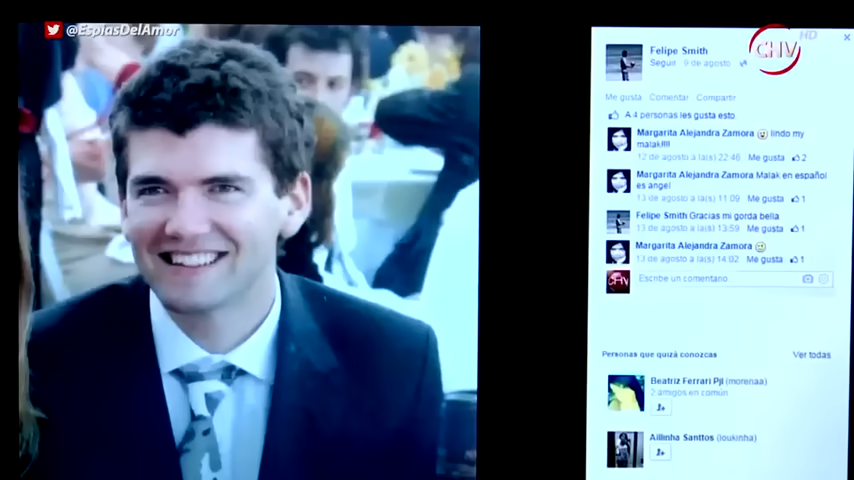 @EspiasDelAmor
HD
CHV
Felipe Smith
Seguir · 9 de agosto
Me gusta Comentar Compartir
A 4 personas les gusta esto
Margarita Alejandra Zamora lindo my
malak!!!!
12 de agosto a la(s) 22:46 Me gusta 2
Margarita Alejandra Zamora Malak en español
es angel
13 de agosto a la(s) 11:09 Me gusta 1
Felipe Smith Gracias mi gorda bella
13 de agosto a la(s) 13:59 Me gusta 1
Margarita Alejandra Zamora
13 de agosto a la(s) 14:02 Me gusta 1
CHV
Escribe un comentario
Personas que quizá conozcas Ver todas
Beatriz Ferrari Pjl (morenaa)
2 amigos en común
Aillinha Santtos (loukinha)